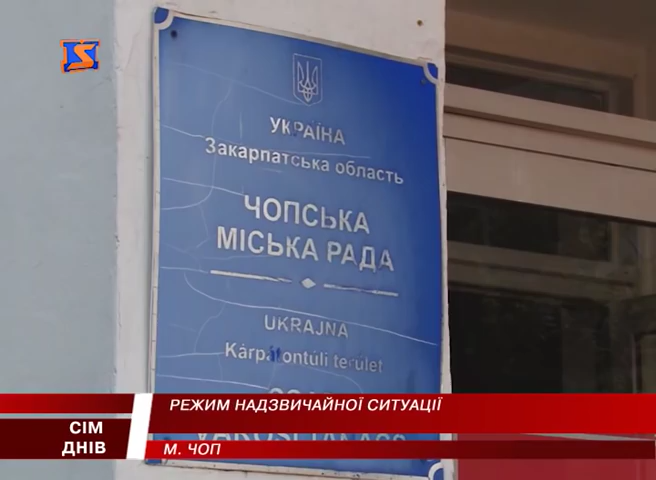 УКРАЇНА
Закарпатська область
ЧОПСЬКА
МІСЬКА РАДА
UKRAJNA
Kárpátontúli terület
РЕЖИМ НАДЗВИЧАЙНОЇ СИТУАЦІЇ
СІМ
ДНІВ
М. ЧОП